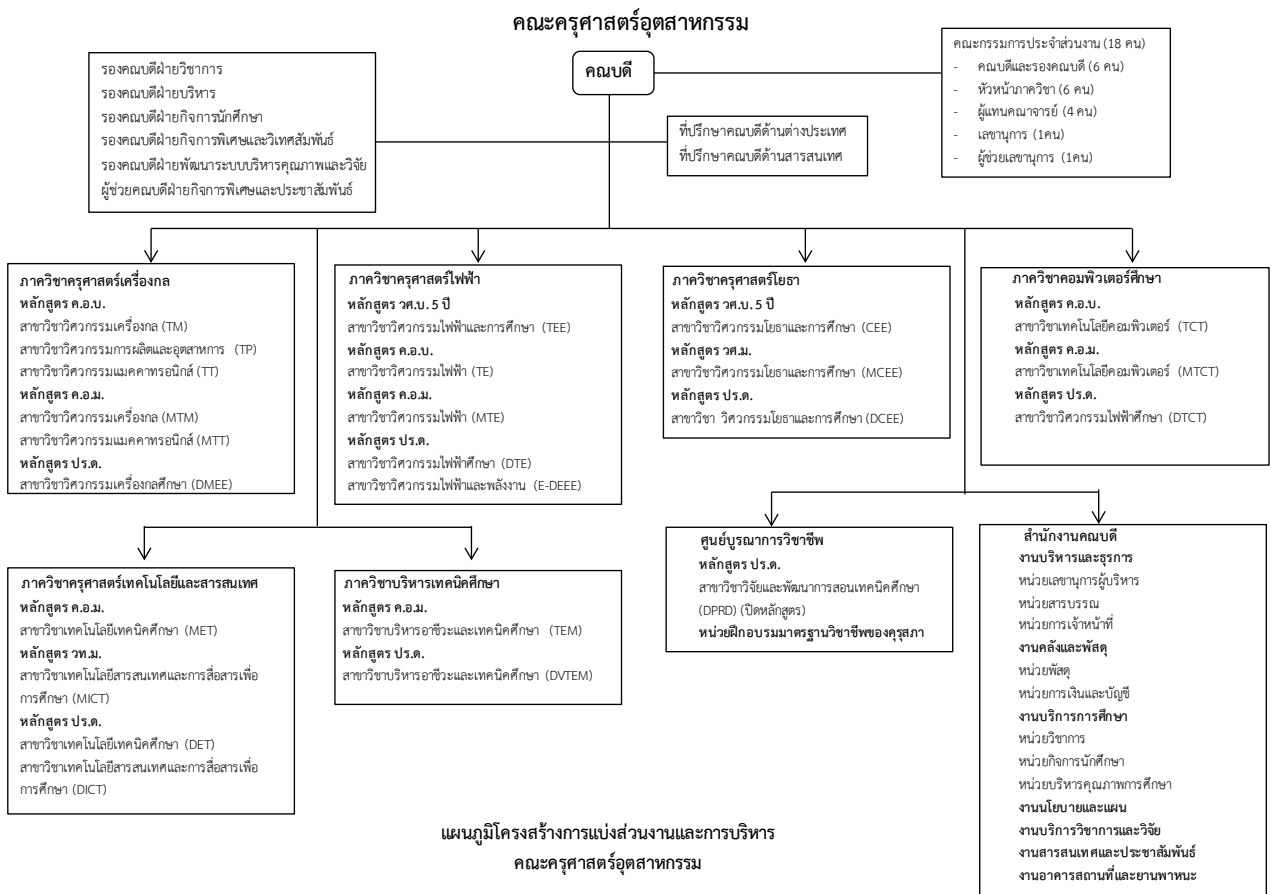 คณะครุศาสตร์อุตสาหกรรม
คณบดี
รองคณบดีฝ่ายวิชาการ
รองคณบดีฝ่ายบริหาร
รองคณบดีฝ่ายกิจการนักศึกษา
รองคณบดีฝ่ายกิจการพิเศษและวิเทศสัมพันธ์
รองคณบดีฝ่ายพัฒนาระบบบริหารคุณภาพและวิจัย
ผู้ช่วยคณบดีฝ่ายกิจการพิเศษและประชาสัมพันธ์
ที่ปรึกษาคณบดีด้านต่างประเทศ
ที่ปรึกษาคณบดีด้านสารสนเทศ
คณะกรรมการประจำส่วนงาน (18 คน)
- คณบดีและรองคณบดี (6 คน)
- หัวหน้าภาควิชา (6 คน)
- ผู้แทนคณาจารย์ (4 คน)
- เลขานุการ (1คน)
- ผู้ช่วยเลขานุการ (1คน)
ภาควิชาครุศาสตร์เครื่องกล
หลักสูตร ค.อ.บ.
สาขาวิชาวิศวกรรมเครื่องกล (TM)
สาขาวิชาวิศวกรรมการผลิตและอุตสาหการ (TP)
สาขาวิชาวิศวกรรมแมคคาทรอนิกส์ (TT)
หลักสูตร ค.อ.ม.
สาขาวิชาวิศวกรรมเครื่องกล (MTM)
สาขาวิชาวิศวกรรมแมคคาทรอนิกส์ (MTT)
หลักสูตร ปร.ด.
สาขาวิชาวิศวกรรมเครื่องกลศึกษา (DMEE)
ภาควิชาครุศาสตร์ไฟฟ้า
หลักสูตร วศ.บ. 5 ปี
สาขาวิชาวิศวกรรมไฟฟ้าและการศึกษา (TEE)
หลักสูตร ค.อ.บ.
สาขาวิชาวิศวกรรมไฟฟ้า (TE)
หลักสูตร ค.อ.ม.
สาขาวิชาวิศวกรรมไฟฟ้า (MTE)
หลักสูตร ปร.ด.
สาขาวิชาวิศวกรรมไฟฟ้าศึกษา (DTE)
สาขาวิชาวิศวกรรมไฟฟ้าและพลังงาน (E-DEEE)
ภาควิชาครุศาสตร์โยธา
หลักสูตร วศ.บ. 5 ปี
สาขาวิชาวิศวกรรมโยธาและการศึกษา (CEE)
หลักสูตร วศ.ม.
สาขาวิชาวิศวกรรมโยธาและการศึกษา (MCEE)
หลักสูตร ปร.ด.
สาขาวิชา วิศวกรรมโยธาและการศึกษา (DCEE)
ภาควิชาคอมพิวเตอร์ศึกษา
หลักสูตร ค.อ.บ.
สาขาวิชาเทคโนโลยีคอมพิวเตอร์ (TCT)
หลักสูตร ค.อ.ม.
สาขาวิชาเทคโนโลยีคอมพิวเตอร์ (MTCT)
หลักสูตร ปร.ด.
สาขาวิชาวิศวกรรมไฟฟ้าศึกษา (DTCT)
ภาควิชาครุศาสตร์เทคโนโลยีและสารสนเทศ
หลักสูตร ค.อ.ม.
สาขาวิชาเทคโนโลยีเทคนิคศึกษา (MET)
หลักสูตร วท.ม.
สาขาวิชาเทคโนโลยีสารสนเทศและการสื่อสารเพื่อ
การศึกษา (MICT)
หลักสูตร ปร.ด.
สาขาวิชาเทคโนโลยีเทคนิคศึกษา (DET)
สาขาวิชาเทคโนโลยีสารสนเทศและการสื่อสารเพื่อ
การศึกษา (DICT)
ภาควิชาบริหารเทคนิคศึกษา
หลักสูตร ค.อ.ม.
สาขาวิชาบริหารอาชีวะและเทคนิคศึกษา (TEM)
หลักสูตร ปร.ด.
สาขาวิชาบริหารอาชีวะและเทคนิคศึกษา (DVTEM)
ศูนย์บูรณาการวิชาชีพ
หลักสูตร ปร.ด.
สาขาวิชาวิจัยและพัฒนาการสอนเทคนิคศึกษา
(DPRD) (ปิดหลักสูตร)
หน่วยฝึกอบรมมาตรฐานวิชาชีพของคุรุสภา
สำนักงานคณบดี
งานบริหารและธุรการ
หน่วยเลขานุการผู้บริหาร
หน่วยสารบรรณ
หน่วยการเจ้าหน้าที่
งานคลังและพัสดุ
หน่วยพัสดุ
หน่วยการเงินและบัญชี
งานบริการการศึกษา
หน่วยวิชาการ
หน่วยกิจการนักศึกษา
หน่วยบริหารคุณภาพการศึกษา
งานนโยบายและแผน
งานบริการวิชาการและวิจัย
งานสารสนเทศและประชาสัมพันธ์
งานอาคารสถานที่และยานพาหนะ
แผนภูมิโครงสร้างการแบ่งส่วนงานและการบริหาร
คณะครุศาสตร์อุตสาหกรรม